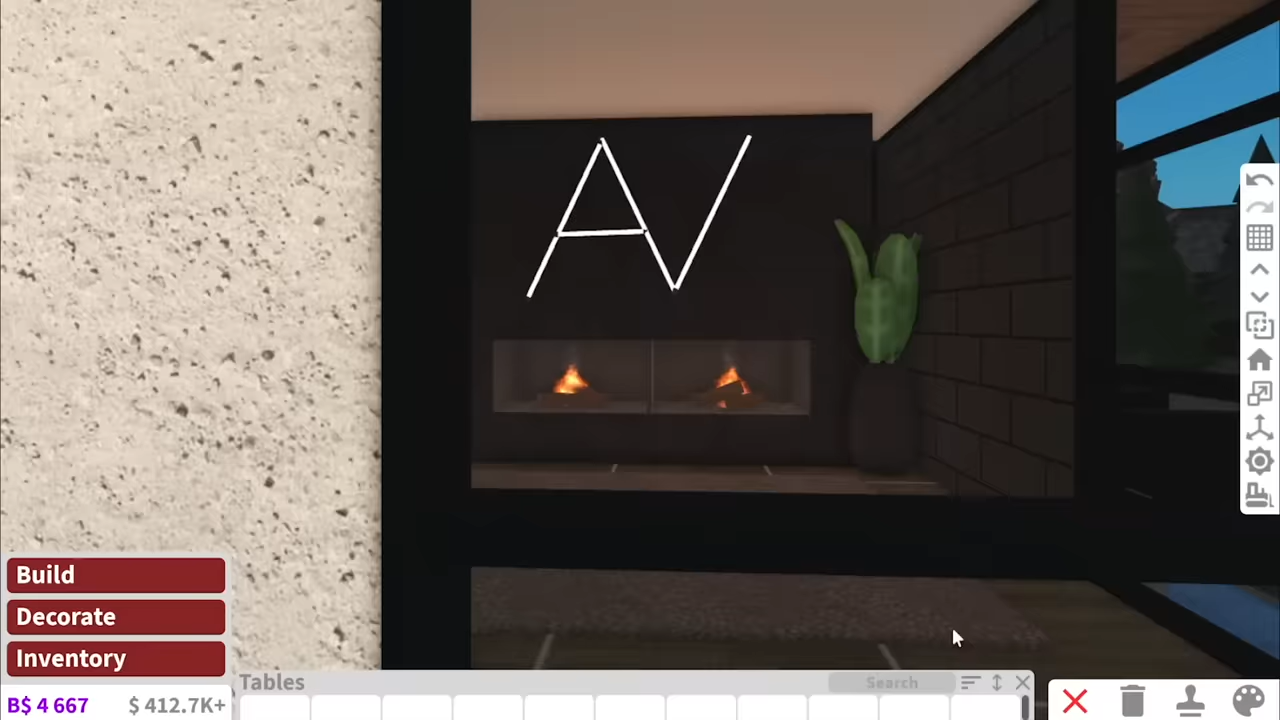 AV
Build
Decorate
Inventory
B$ 4 667 $ 412.7K+
Tables Search